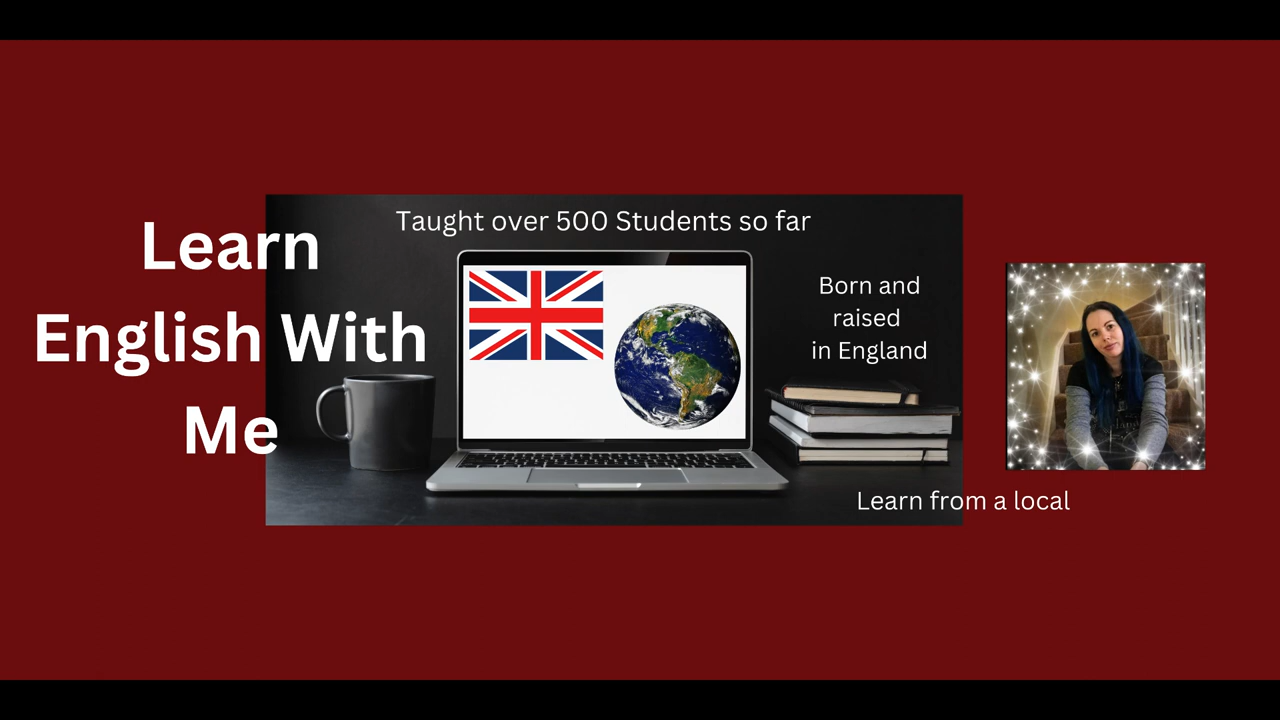 Taught over 500 Students so far
Learn
English With
Me
Born and
raised
in England
Learn from a local